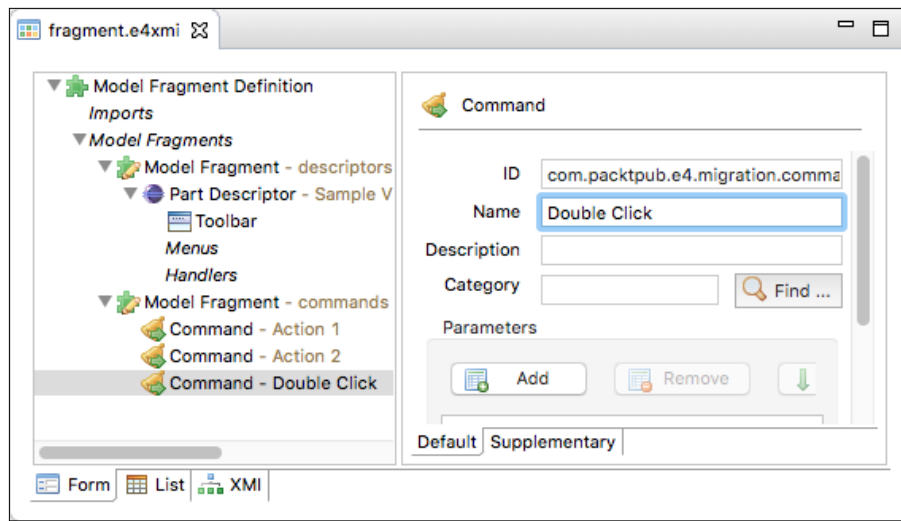 fragment.e4xmi
Model Fragment Definition
Imports
Model Fragments
Model Fragment - descriptors
Part Descriptor - Sample V
Toolbar
Menus
Handlers
Model Fragment - commands
Command - Action 1
Command - Action 2
Command - Double Click
Command
ID com.packtpub.e4.migration.comma
Name Double Click
Description
Category Find ...
Parameters
Add Remove
Default Supplementary
Form List XMI